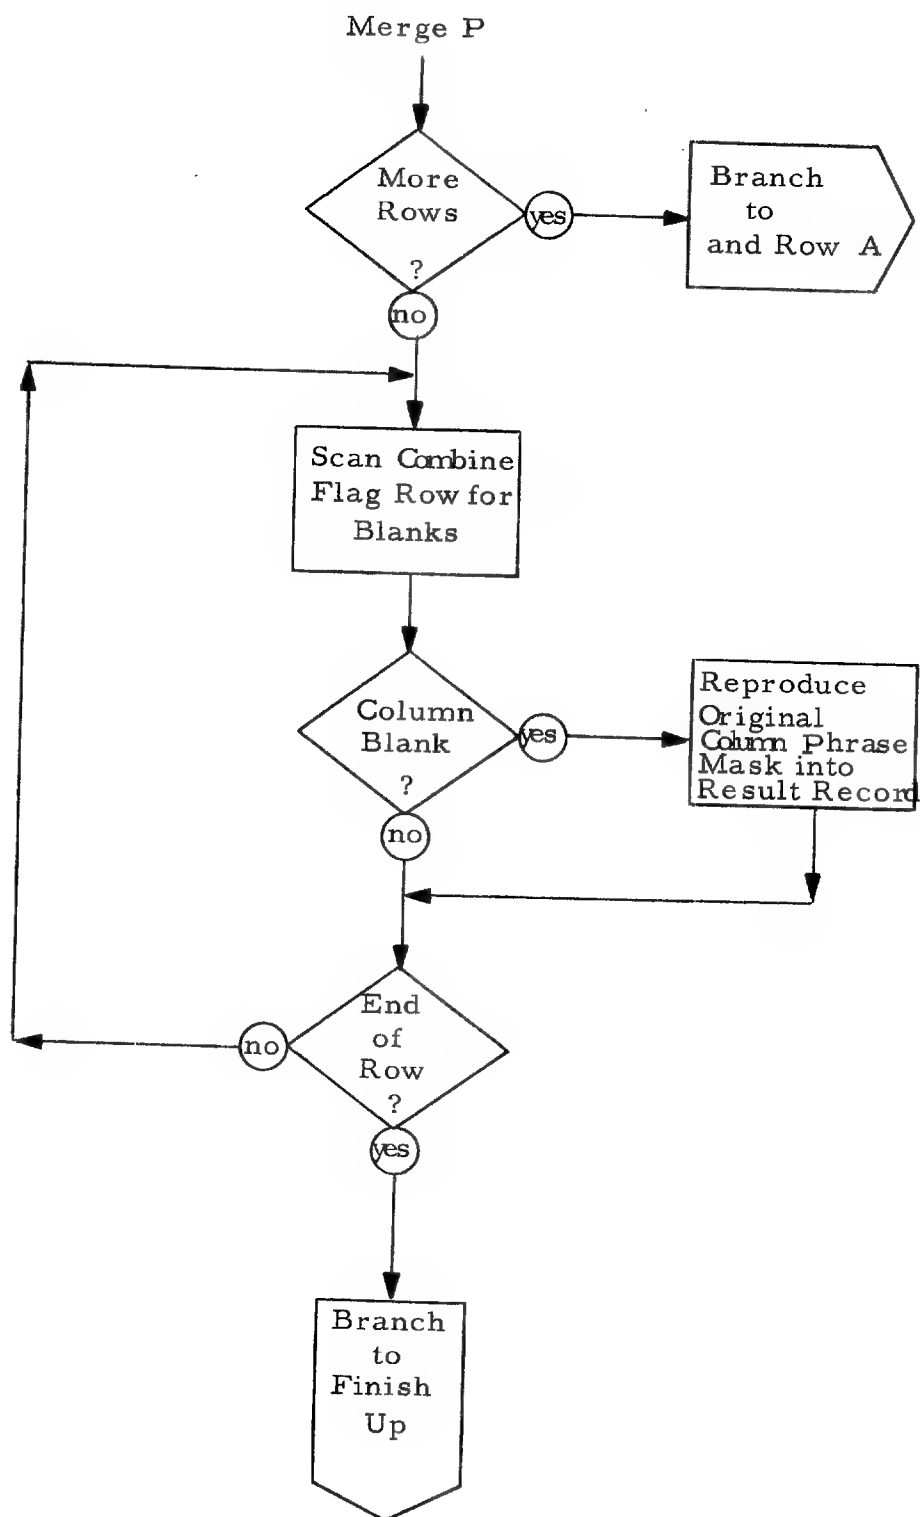 Merge P
More
Rows
?
yes
Branch
to
and Row A
no
Scan Combine
Flag Row for
Blanks
Column
Blank
?
yes
Reproduce
Original
Column Phrase
Mask into
Result Record
no
End
of
Row
?
no
yes
Branch
to
Finish
Up